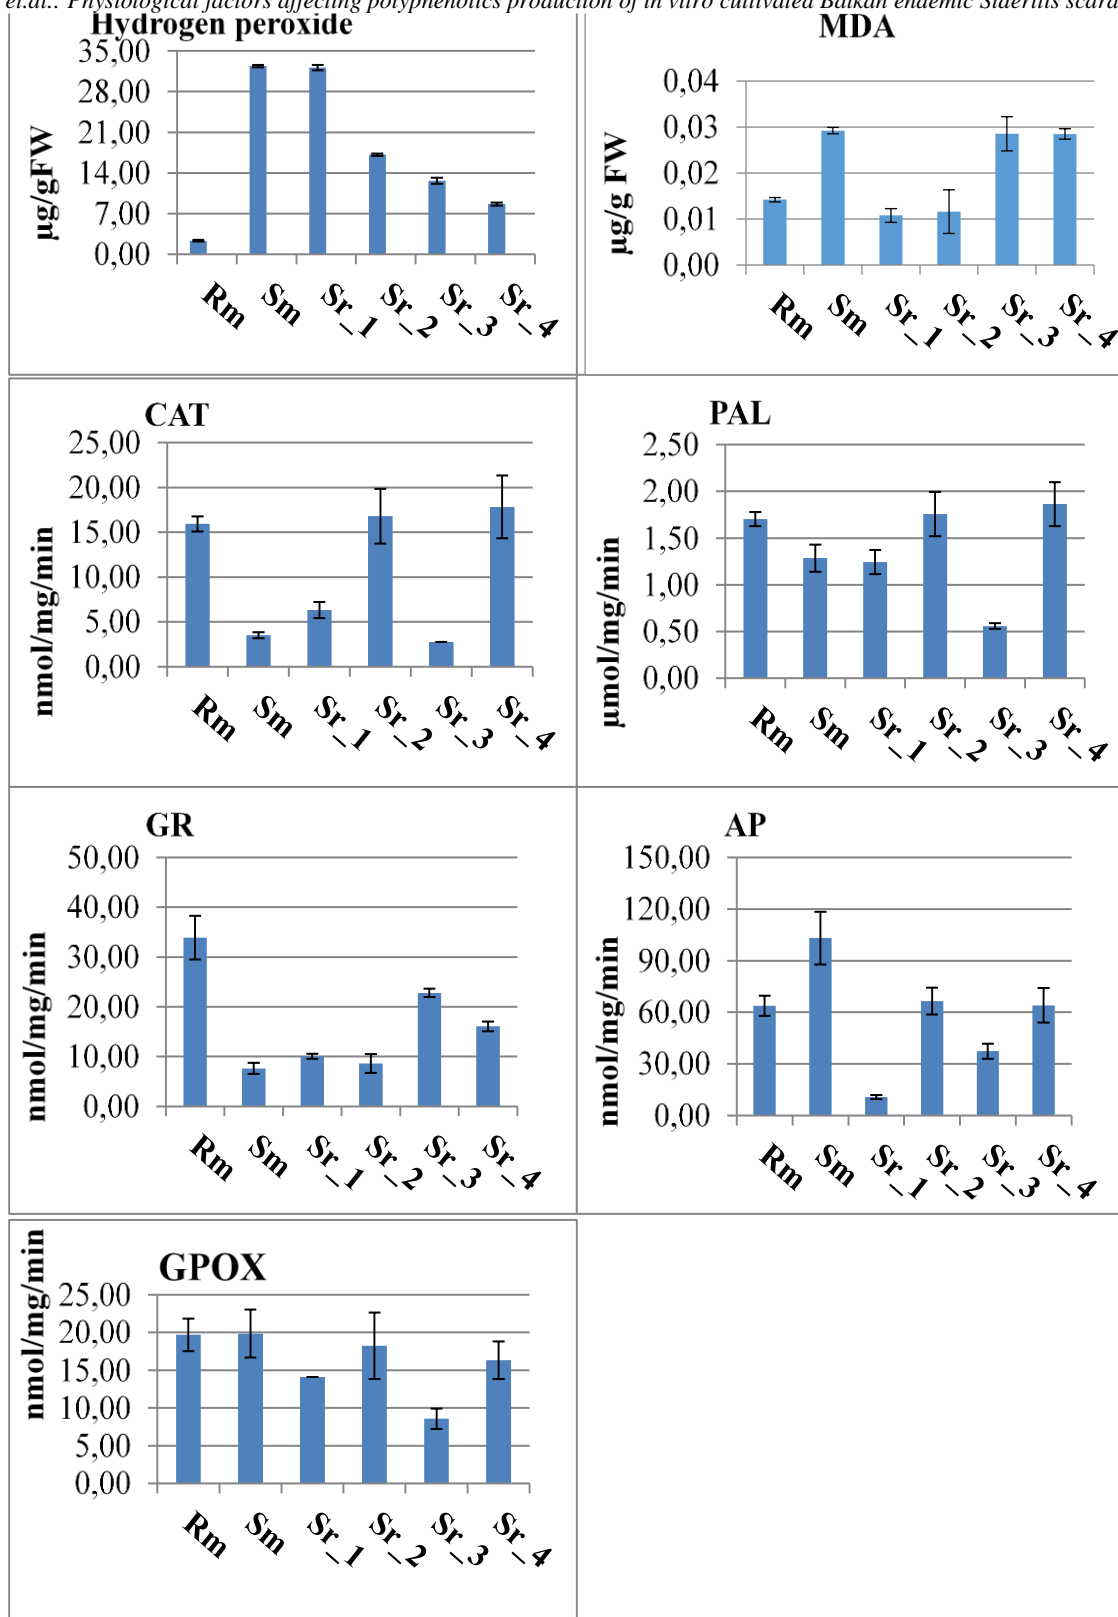 et.al.: Physiological factors affecting polyphenolics production of in vitro cultivated Balkan endemic Sideritis scard
Hydrogen peroxide
µg/gFW
35,00
28,00
21,00
14,00
7,00
0,00
Rm Sm Sr_1 Sr_2 Sr_3 Sr_4
MDA
µg/g FW
0,04
0,03
0,02
0,01
0,00
Rm Sm Sr_1 Sr_2 Sr_3 Sr_4
CAT
nmol/mg/min
25,00
20,00
15,00
10,00
5,00
0,00
Rm Sm Sr_1 Sr_2 Sr_3 Sr_4
PAL
µmol/mg/min
2,50
2,00
1,50
1,00
0,50
0,00
Rm Sm Sr_1 Sr_2 Sr_3 Sr_4
GR
nmol/mg/min
50,00
40,00
30,00
20,00
10,00
0,00
Rm Sm Sr_1 Sr_2 Sr_3 Sr_4
AP
nmol/mg/min
150,00
120,00
90,00
60,00
30,00
0,00
Rm Sm Sr_1 Sr_2 Sr_3 Sr_4
GPOX
nmol/mg/min
25,00
20,00
15,00
10,00
5,00
0,00
Rm Sm Sr_1 Sr_2 Sr_3 Sr_4